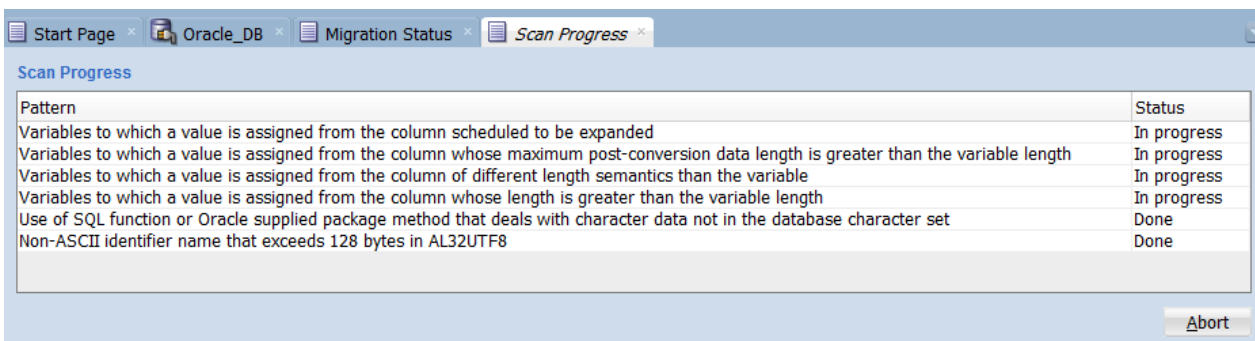 Start Page × Oracle_DB × Migration Status × Scan Progress ×
Scan Progress
Pattern Status
Variables to which a value is assigned from the column scheduled to be expanded In progress
Variables to which a value is assigned from the column whose maximum post-conversion data length is greater than the variable length In progress
Variables to which a value is assigned from the column of different length semantics than the variable In progress
Variables to which a value is assigned from the column whose length is greater than the variable length In progress
Use of SQL function or Oracle supplied package method that deals with character data not in the database character set Done
Non-ASCII identifier name that exceeds 128 bytes in AL32UTF8 Done
Abort